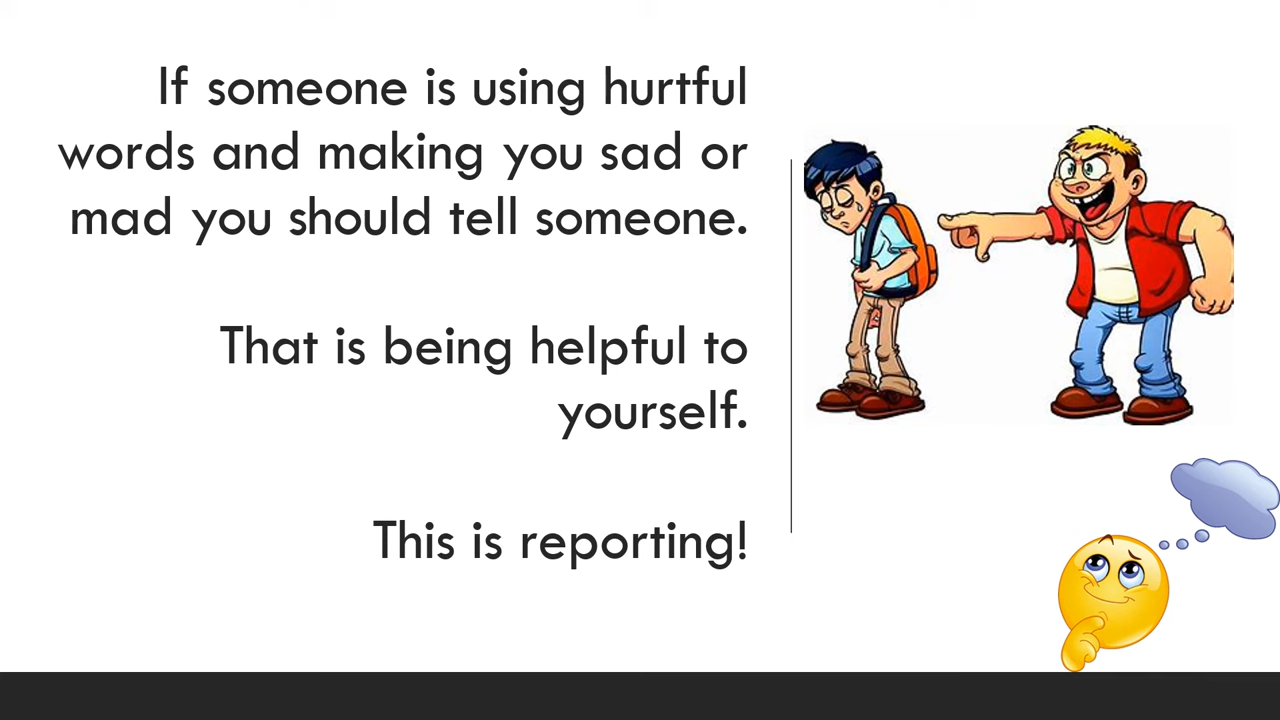 If someone is using hurtful
words and making you sad or
mad you should tell someone.
That is being helpful to
yourself.
This is reporting!